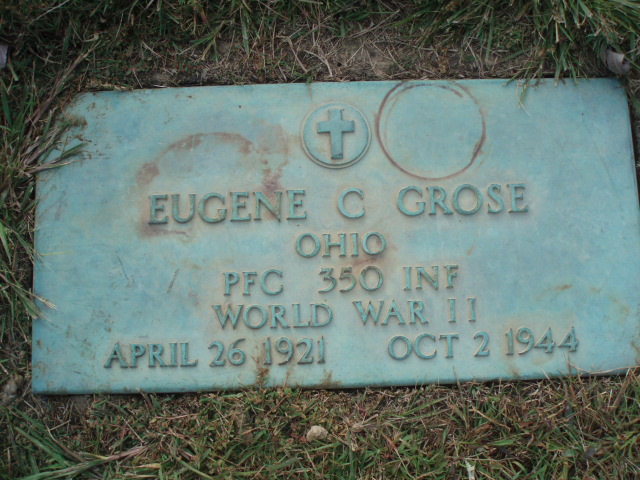 EUGENE C GROSE
OHIO
PFC 350 INF
WORLD WAR II
APRIL 26 1921 OCT 2 1944